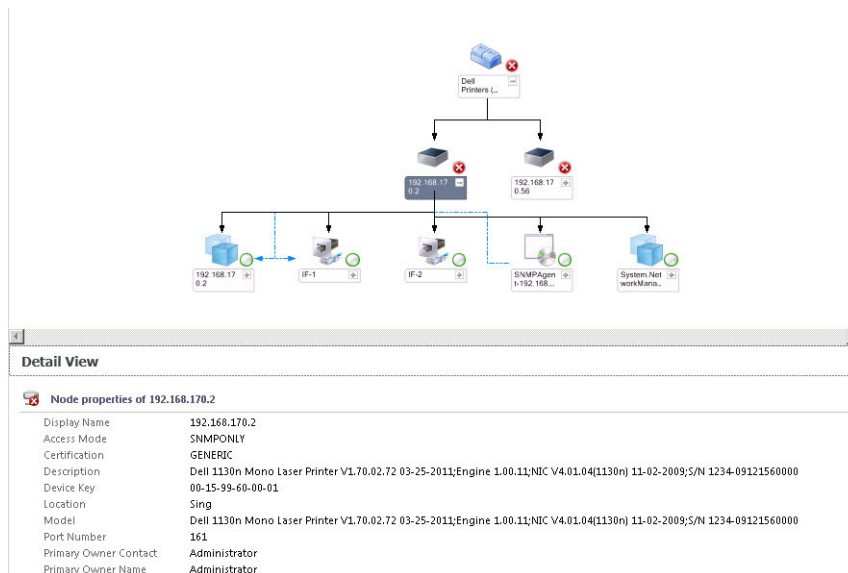 Dell
Printers (...
192.168.17
0.2
192.168.17
0.56
192.168.17
0.2
IF-1
IF-2
SNMPAgen
t-192.168...
System.Net
workMana...
Detail View
Node properties of 192.168.170.2
Display Name 192.168.170.2
Access Mode SNMPONLY
Certification GENERIC
Description Dell 1130n Mono Laser Printer V1.70.02.72 03-25-2011;Engine 1.00.11;NIC V4.01.04(1130n) 11-02-2009;S/N 1234-09121560000
Device Key 00-15-99-60-00-01
Location Sing
Model Dell 1130n Mono Laser Printer V1.70.02.72 03-25-2011;Engine 1.00.11;NIC V4.01.04(1130n) 11-02-2009;S/N 1234-09121560000
Port Number 161
Primary Owner Contact Administrator
Primary Owner Name Administrator